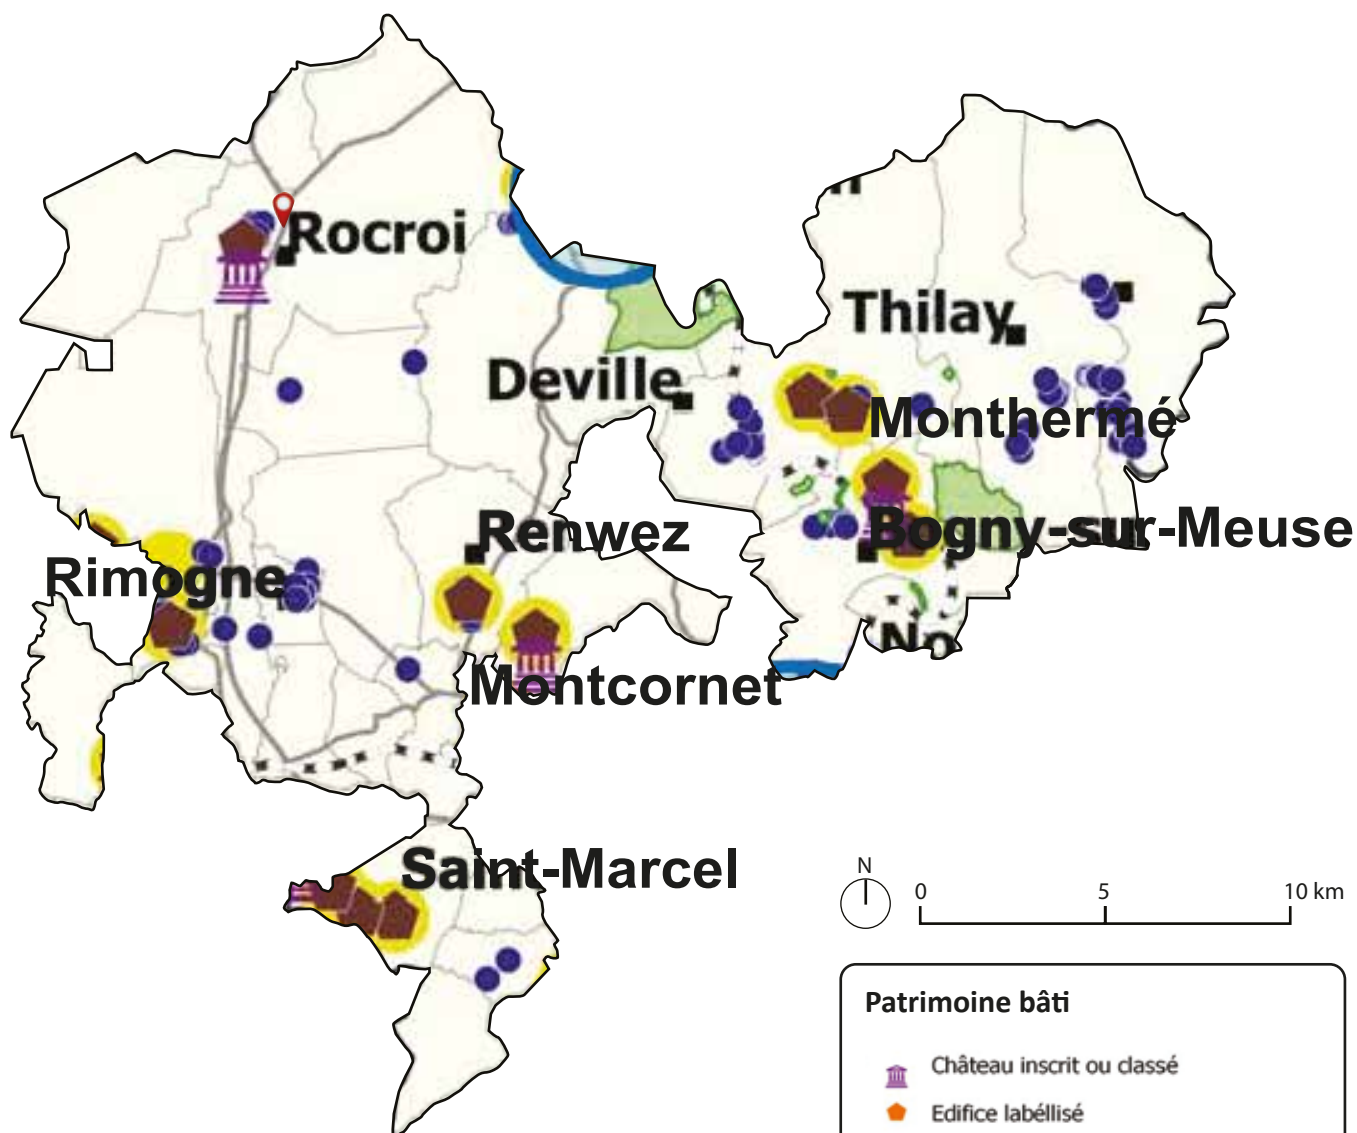 Rocroi
Thilay
Deville
Monthermé
Renwez
Bogny-sur-Meuse
Rimogne
No
Montcornet
Saint-Marcel
N
0 5 10 km
Patrimoine bâti
Château inscrit ou classé
Edifice labéllisé